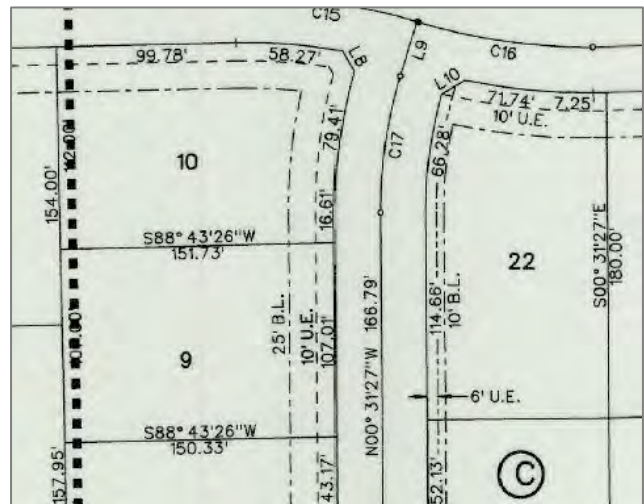 C15
C16
99.78'
58.27'
L8
L9
L10
71.74'
7.25'
10' U.E.
79.41'
C17
66.28'
10
154.00'
16.61'
S88° 43'26"W
151.73'
22
S00° 31'27"E
180.00'
N00° 31'27"W 166.79'
114.66'
10' B.L.
25' B.L.
10' U.E.
107.01'
9
6' U.E.
S88° 43'26"W
150.33'
157.95'
43.17'
52.13'
C